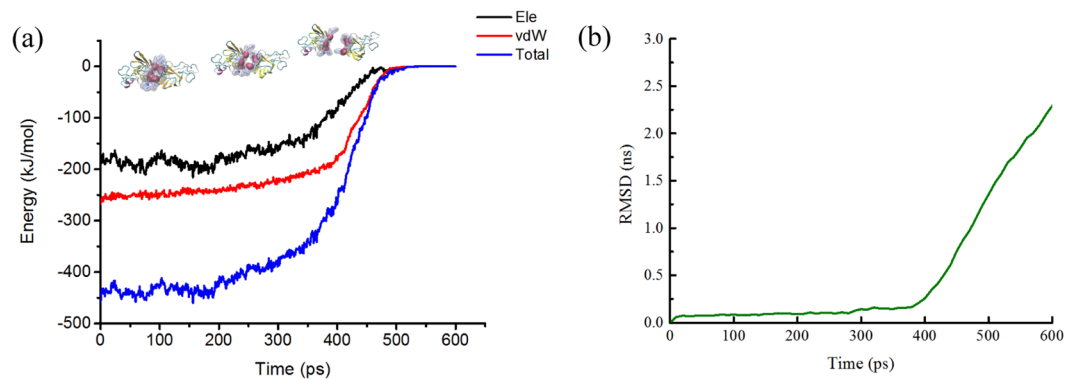 (a)
Ele
vdW
Total
0
-100
-200
-300
-400
-500
Energy (kJ/mol)
0 100 200 300 400 500 600
Time (ps)
(b)
3.0
2.5
2.0
1.5
1.0
0.5
0.0
RMSD (ns)
0 100 200 300 400 500 600
Time (ps)